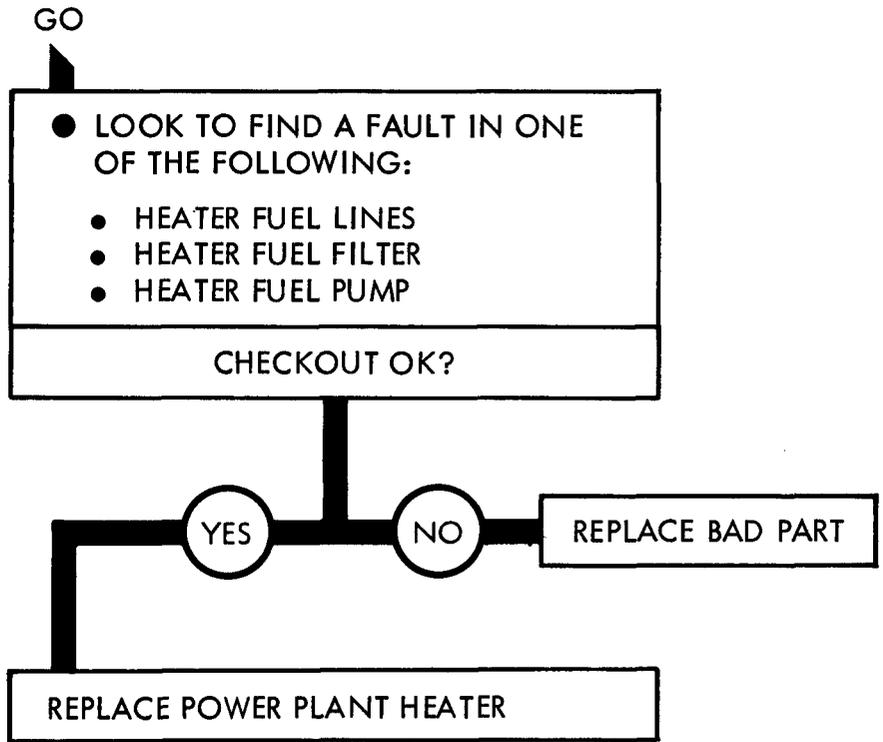 GO
● LOOK TO FIND A FAULT IN ONE
OF THE FOLLOWING:
● HEATER FUEL LINES
● HEATER FUEL FILTER
● HEATER FUEL PUMP
CHECKOUT OK?
YES
NO
REPLACE BAD PART
REPLACE POWER PLANT HEATER